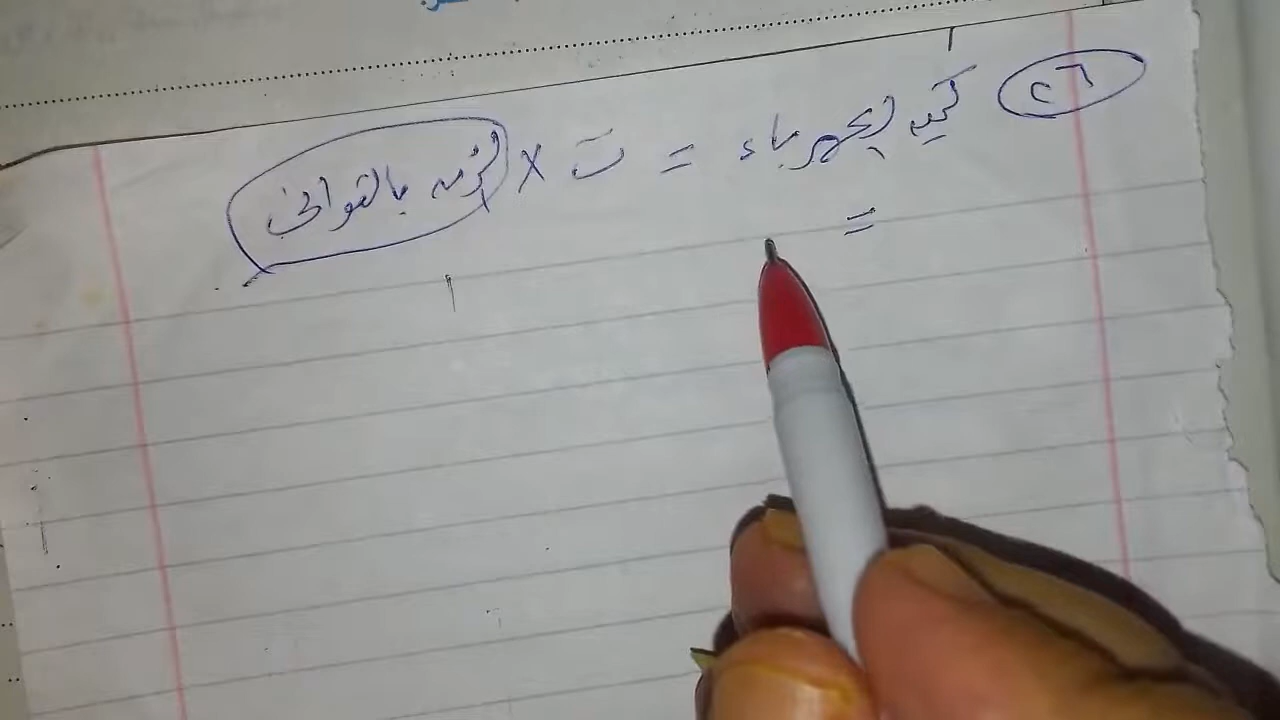 ٢٦ كمية الكهرباء = ت × الزمن بالثواني
=